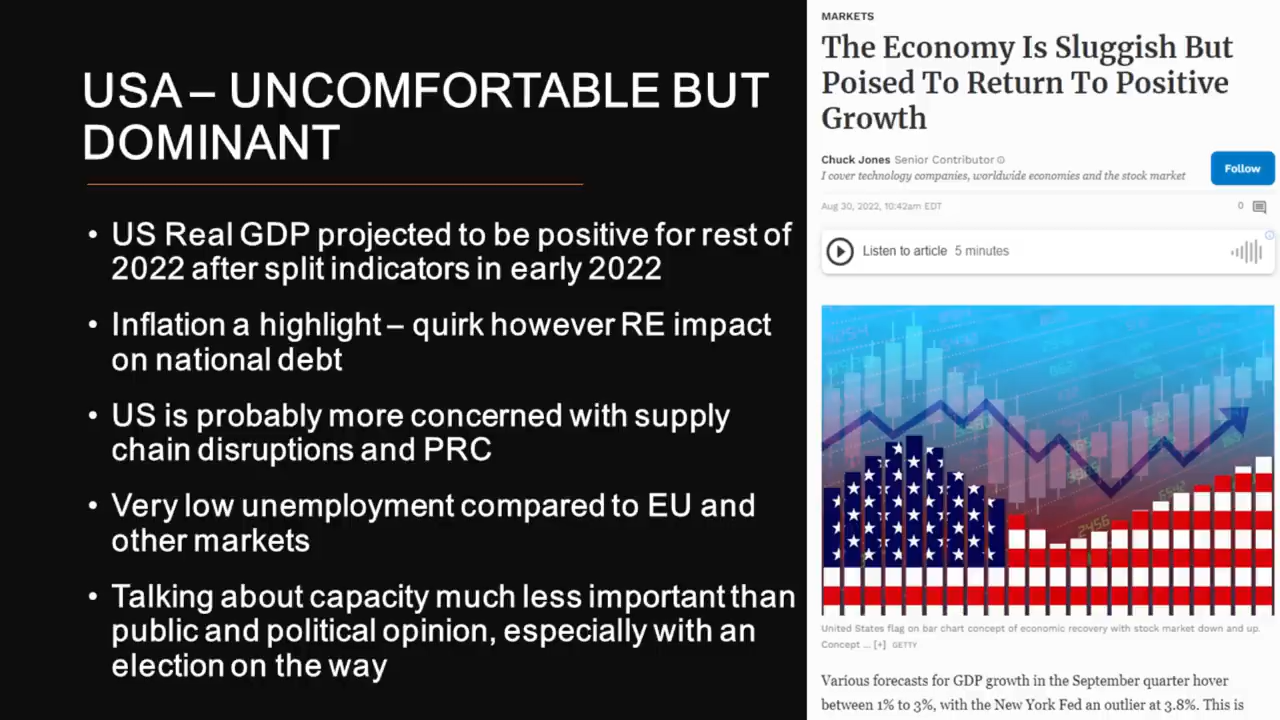 USA – UNCOMFORTABLE BUT
DOMINANT
• US Real GDP projected to be positive for rest of
2022 after split indicators in early 2022
• Inflation a highlight – quirk however RE impact
on national debt
• US is probably more concerned with supply
chain disruptions and PRC
• Very low unemployment compared to EU and
other markets
• Talking about capacity much less important than
public and political opinion, especially with an
election on the way
MARKETS
The Economy Is Sluggish But
Poised To Return To Positive
Growth
Chuck Jones Senior Contributor
I cover technology companies, worldwide economies and the stock market
Follow
Aug 30, 2022, 10:42am EDT
0
Listen to article 5 minutes
2456
United States flag on bar chart concept of economic recovery with stock market down and up.
Concept ... [+] GETTY
Various forecasts for GDP growth in the September quarter hover
between 1% to 3%, with the New York Fed an outlier at 3.8%. This is